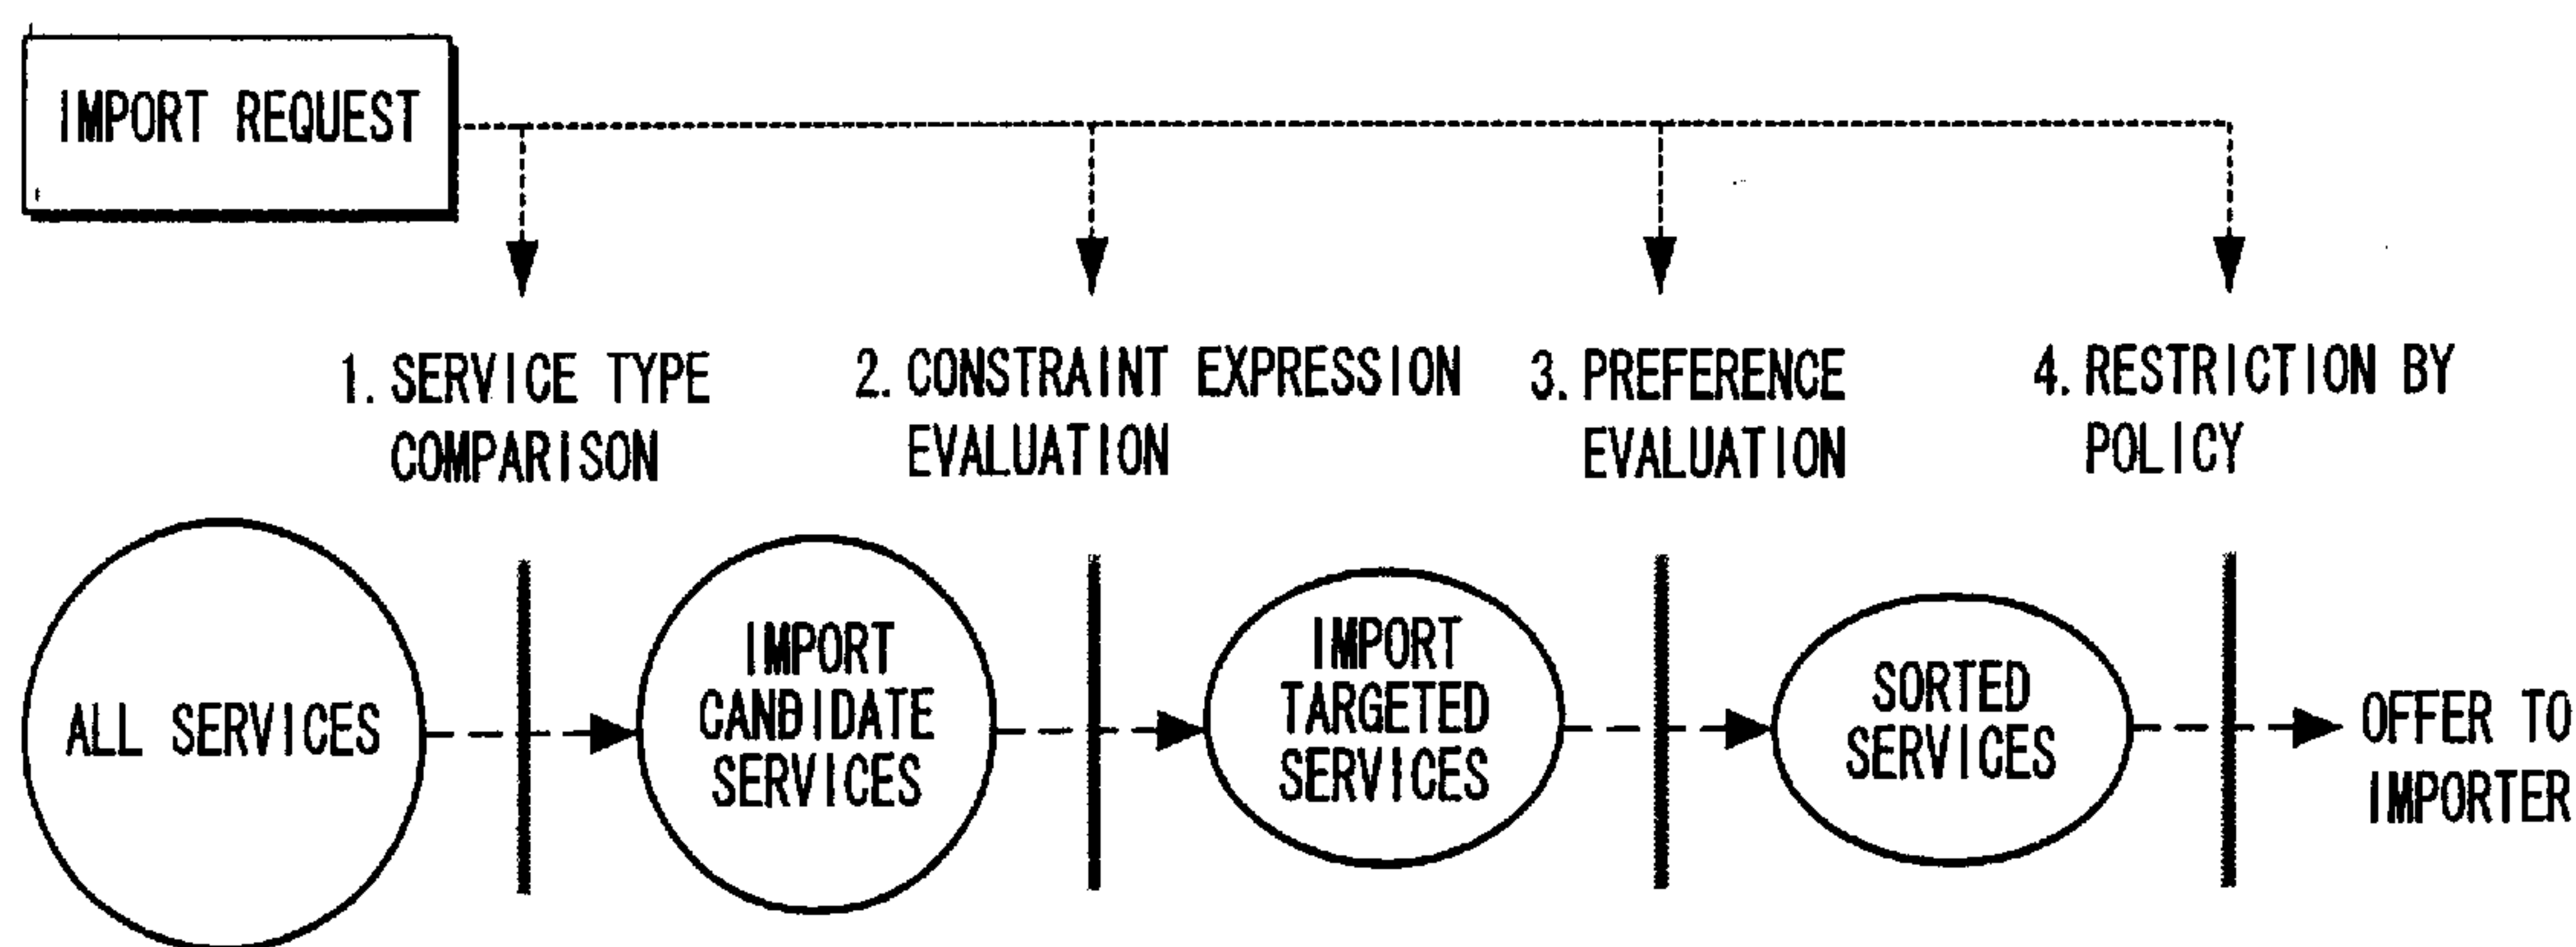 IMPORT REQUEST
1. SERVICE TYPE
COMPARISON
2. CONSTRAINT EXPRESSION
EVALUATION
3. PREFERENCE
EVALUATION
4. RESTRICTION BY
POLICY
ALL SERVICES
IMPORT
CANDIDATE
SERVICES
IMPORT
TARGETED
SERVICES
SORTED
SERVICES
OFFER TO
IMPORTER